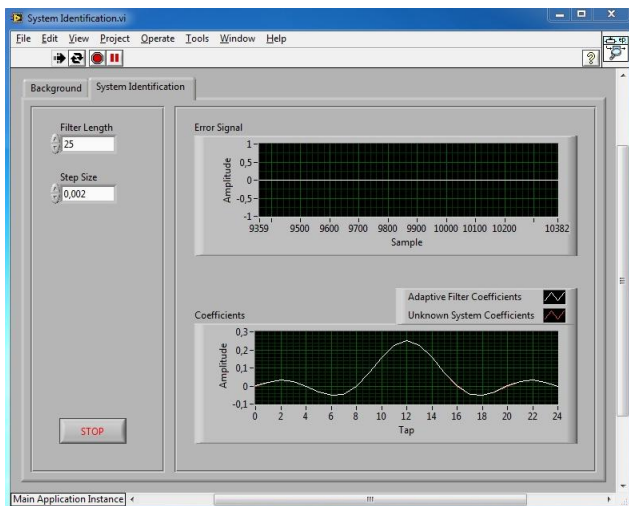 System Identification.vi
File Edit View Project Operate Tools Window Help
Background System Identification
Filter Length
25
Step Size
0,002
STOP
Error Signal
Amplitude
1
0,5
0
-0,5
-1
9359 9500 9600 9700 9800 9900 10000 10100 10200 10382
Sample
Adaptive Filter Coefficients
Unknown System Coefficients
Coefficients
Amplitude
0,3
0,2
0,1
0
-0,1
0 2 4 6 8 10 12 14 16 18 20 22 24
Tap
Main Application Instance